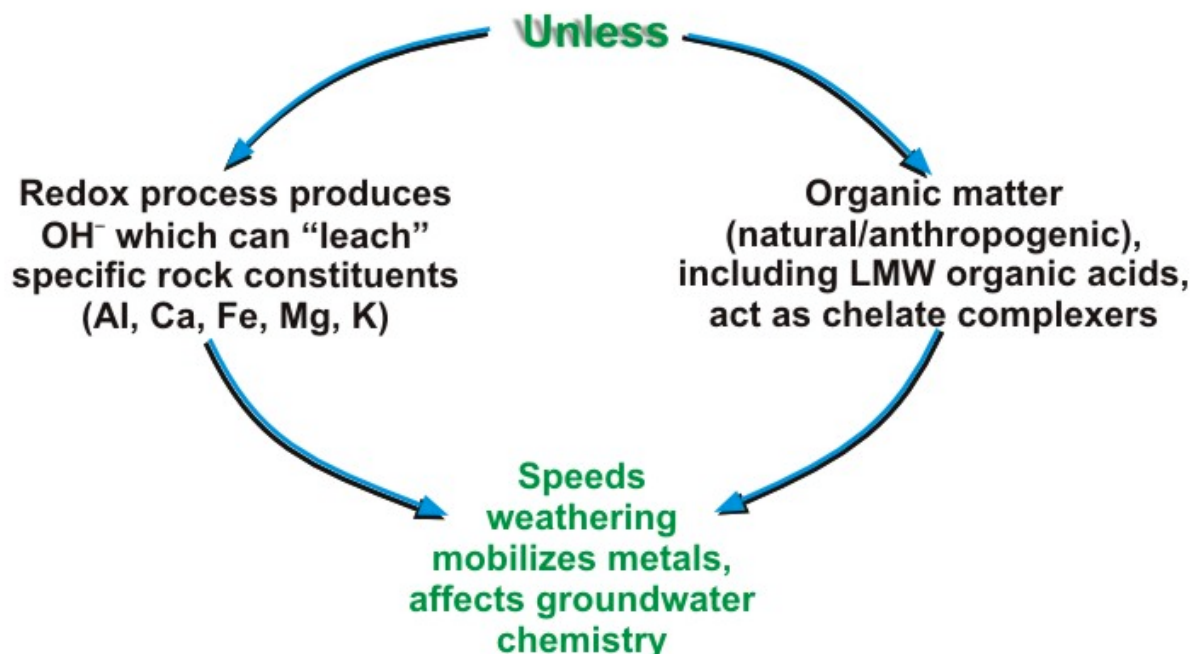 Unless
Redox process produces
OH⁻ which can “leach”
specific rock constituents
(Al, Ca, Fe, Mg, K)
Organic matter
(natural/anthropogenic),
including LMW organic acids,
act as chelate complexers
Speeds
weathering
mobilizes metals,
affects groundwater
chemistry